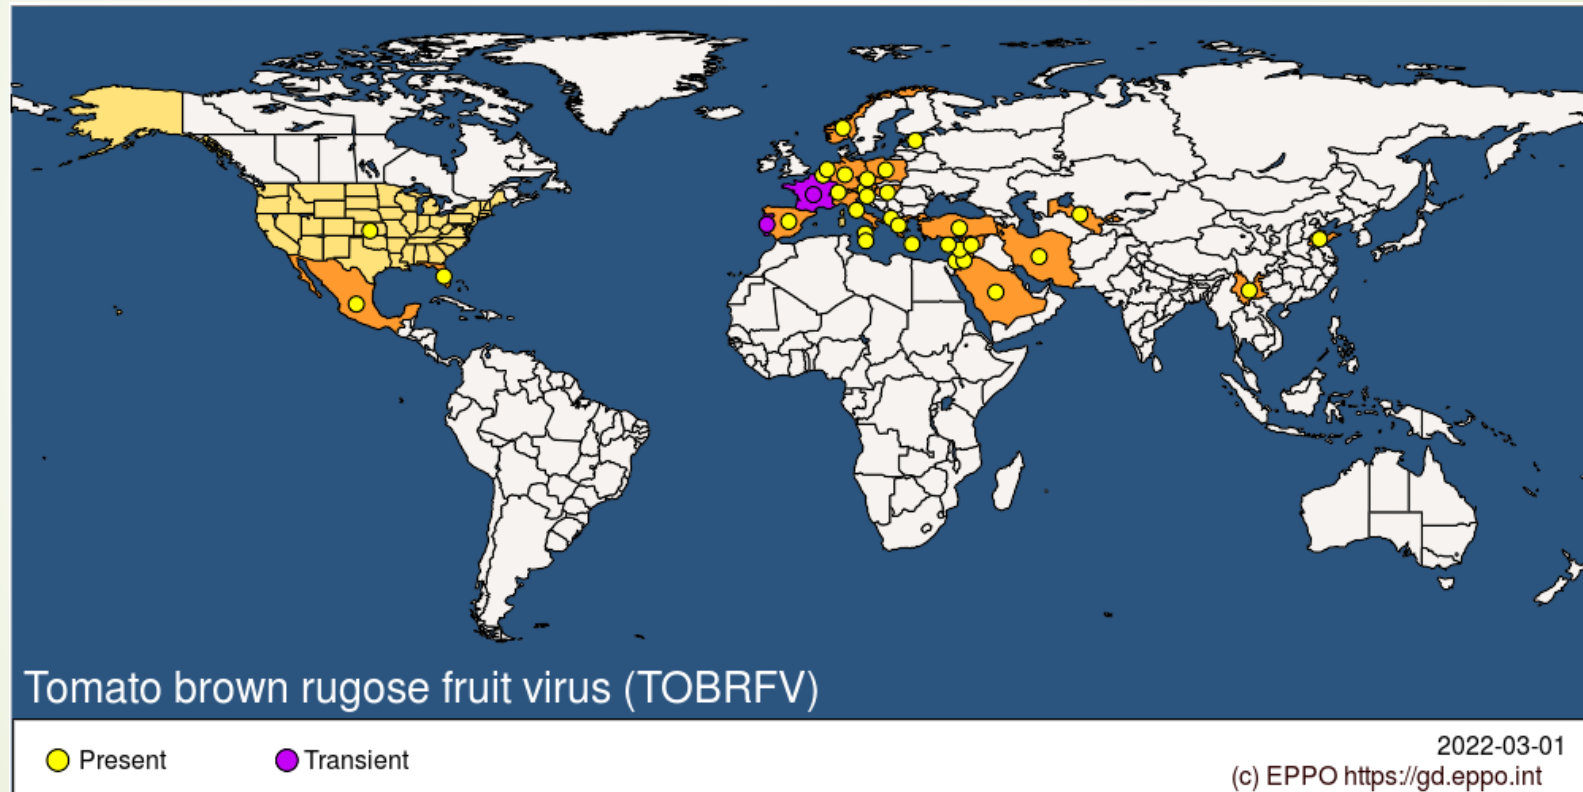 Tomato brown rugose fruit virus (TOBRFV)
Present
Transient
2022-03-01
(c) EPPO https://gd.eppo.int